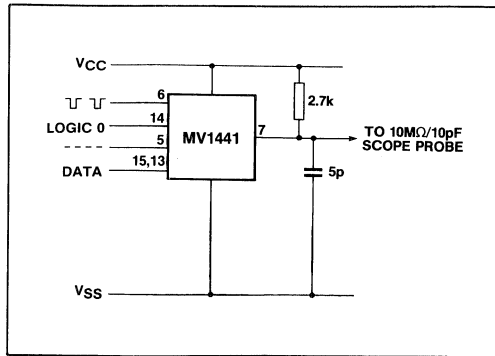 VCC
6
LOGIC 0
14
5
DATA
15,13
MV1441
7
2.7k
TO 10MΩ/10pF
SCOPE PROBE
5p
VSS